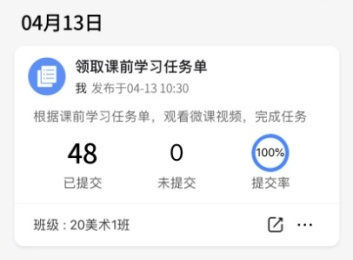 04月13日
领取课前学习任务单
我 发布于04-13 10:30
根据课前学习任务单，观看微课视频，完成任务
48 0 100%
已提交 未提交 提交率
班级：20美术1班